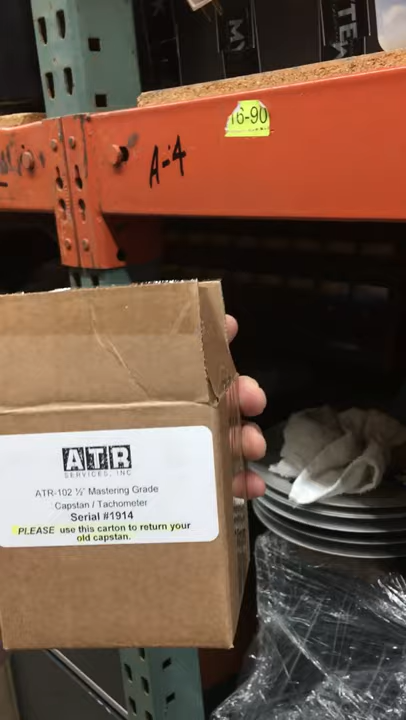 16-90
A-4
ATR
SERVICES, INC
ATR-102 ½" Mastering Grade
Capstan / Tachometer
Serial #1914
PLEASE use this carton to return your
old capstan.